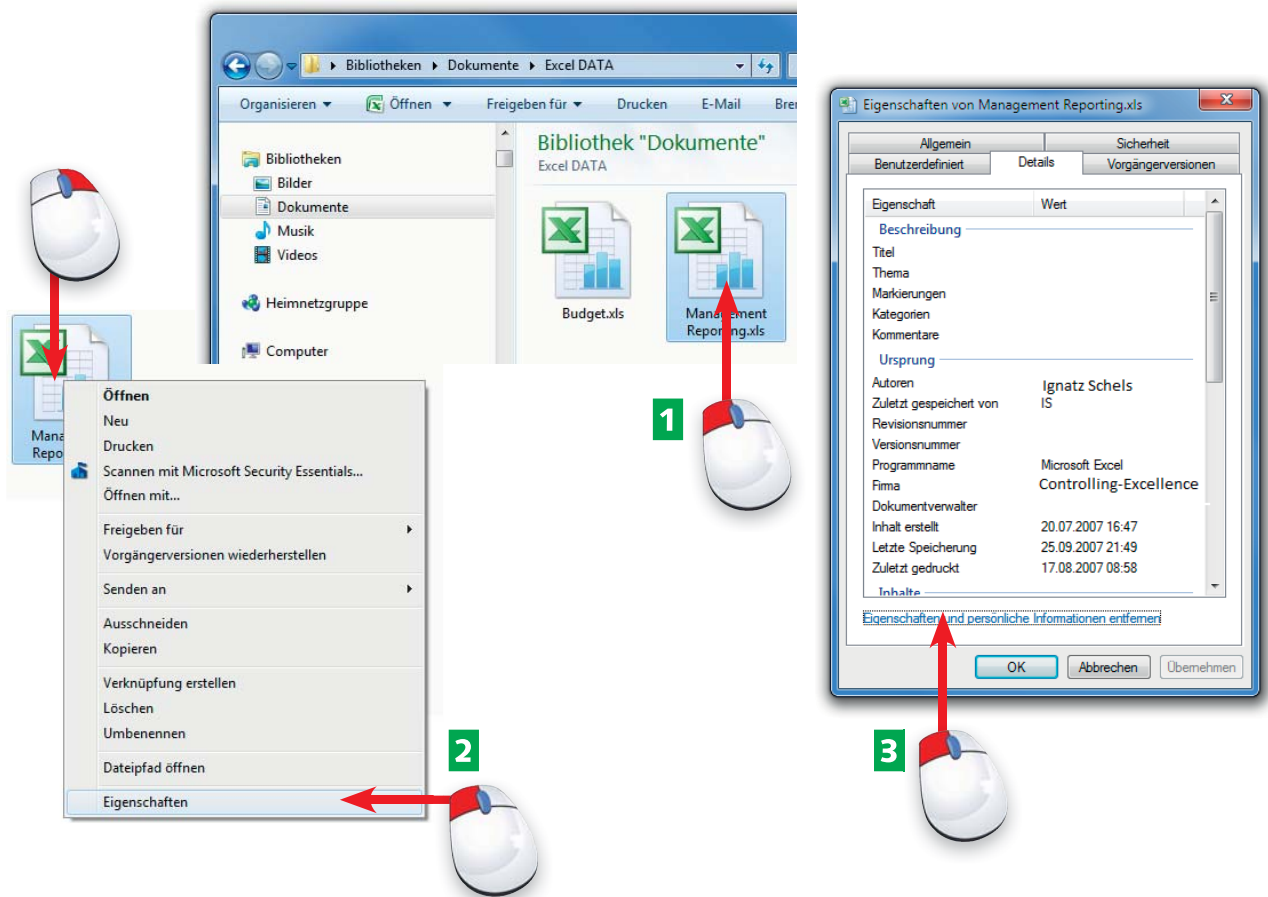 Bibliotheken Dokumente Excel DATA
Organisieren Öffnen Freigeben für Drucken E-Mail
Bibliotheken
Bilder
Dokumente
Musik
Videos
Heimnetzgruppe
Computer
Bibliothek "Dokumente"
Excel DATA
Budget.xls
Management
Reporting.xls
1
Mana
Repo
Öffnen
Neu
Drucken
Scannen mit Microsoft Security Essentials...
Öffnen mit...
Freigeben für
Vorgängerversionen wiederherstellen
Senden an
Ausschneiden
Kopieren
Verknüpfung erstellen
Löschen
Umbenennen
Dateipfad öffnen
Eigenschaften
2
Eigenschaften von Management Reporting.xls
Allgemein Sicherheit
Benutzerdefiniert Details Vorgängerversionen
Eigenschaft Wert
Beschreibung
Titel
Thema
Markierungen
Kategorien
Kommentare
Ursprung
Autoren Ignatz Schels
Zuletzt gespeichert von IS
Revisionsnummer
Versionsnummer
Programmname Microsoft Excel
Firma Controlling-Excellence
Dokumentverwalter
Inhalt erstellt 20.07.2007 16:47
Letzte Speicherung 25.09.2007 21:49
Zuletzt gedruckt 17.08.2007 08:58
Inhalte
Eigenschaften und persönliche Informationen entfernen
OK Abbrechen Übernehmen
3